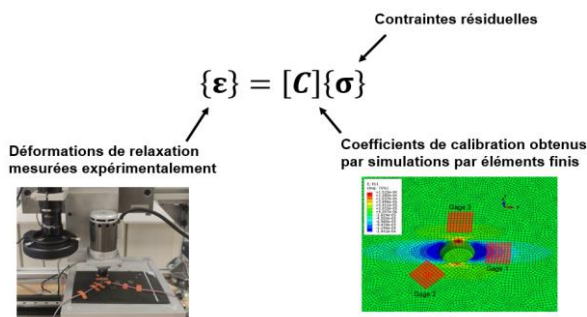 Contraintes résiduelles
{ε} = [C]{σ}
Déformations de relaxation
mesurées expérimentalement
Coefficients de calibration obtenus
par simulations par éléments finis
Gage 3
Gage 1
Gage 2